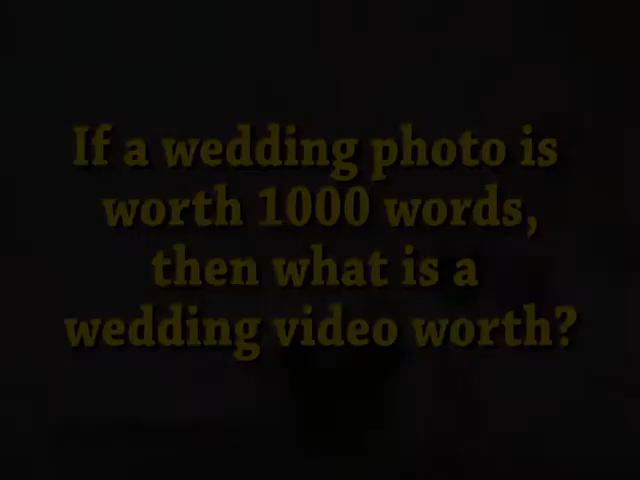 If a wedding photo is
worth 1000 words,
then what is a
wedding video worth?